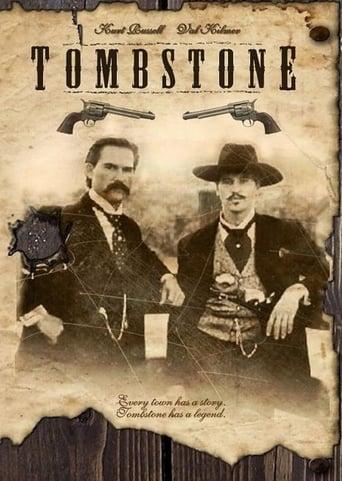 Kurt Russell Val Kilmer
TOMBSTONE
Every town has a story.
Tombstone has a legend.